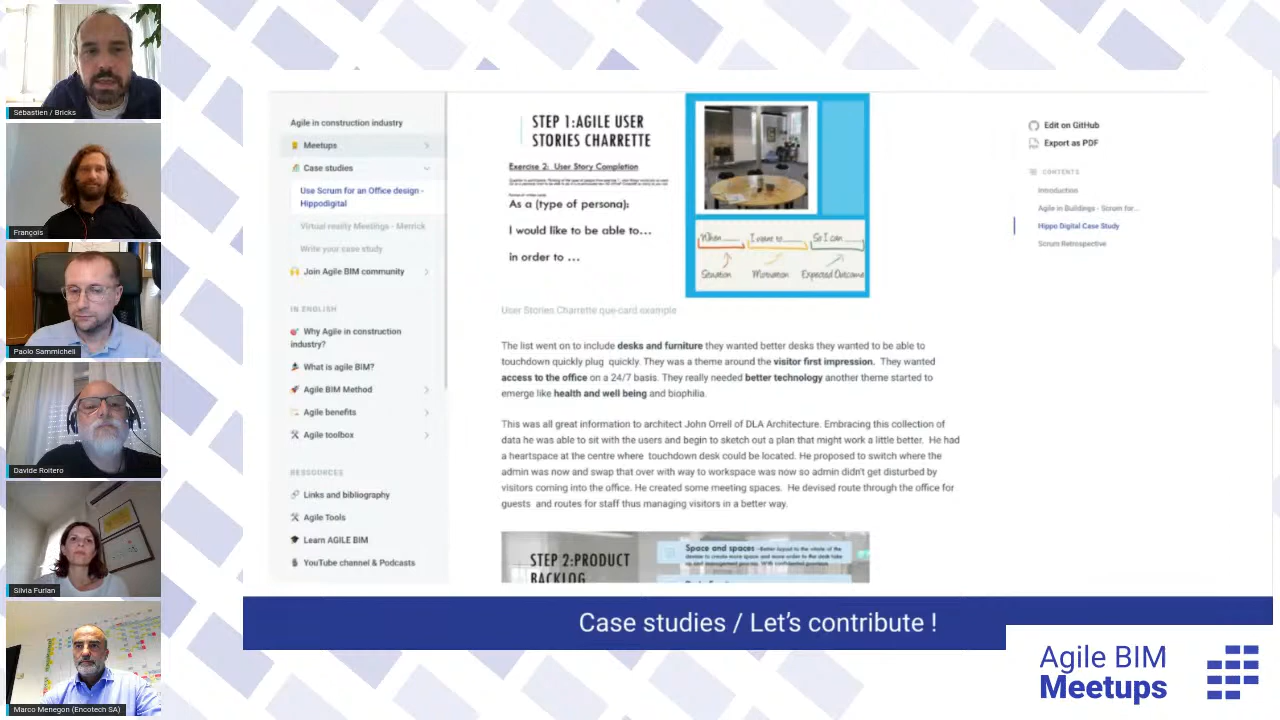 Sébastien / Bricks
François
Paolo Sammicheli
Davide Roitero
Silvia Furlan
Marco Menegon (Encotech SA)
Agile in construction industry
Meetups
Case studies
Use Scrum for an Office design -
Hippodigital
Virtual reality Meetings - Merrick
Write your case study
Join Agile BIM community
IN ENGLISH
Why Agile in construction
industry?
What is agile BIM?
Agile BIM Method
Agile benefits
Agile toolbox
RESSOURCES
Links and bibliography
Agile Tools
Learn AGILE BIM
YouTube channel & Podcasts
STEP 1:AGILE USER
STORIES CHARRETTE
Exercise 2: User Story Completion
As a (type of persona):
I would like to be able to...
in order to ...
When
I want to
So I can
Situation
Motivation
Expected Outcome
User Stories Charrette que-card example
The list went on to include desks and furniture they wanted better desks they wanted to be able to
touchdown quickly plug quickly. They was a theme around the visitor first impression. They wanted
access to the office on a 24/7 basis. They really needed better technology another theme started to
emerge like health and well being and biophilia.
This was all great information to architect John Orrell of DLA Architecture. Embracing this collection of
data he was able to sit with the users and begin to sketch out a plan that might work a little better. He had
a heartspace at the centre where touchdown desk could be located. He proposed to switch where the
admin was now and swap that over with way to workspace was now so admin didn't get disturbed by
visitors coming into the office. He created some meeting spaces. He devised route through the office for
guests and routes for staff thus managing visitors in a better way.
STEP 2:PRODUCT
BACKLOG
Space and spaces
Edit on GitHub
Export as PDF
CONTENTS
Introduction
Agile in Buildings - Scrum for...
Hippo Digital Case Study
Scrum Retrospective
Case studies / Let's contribute !
Agile BIM
Meetups